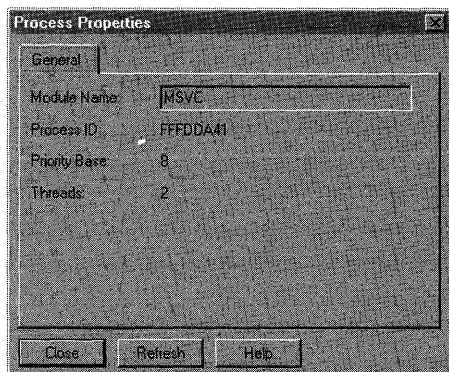 Process Properties
General
Module Name: MSVC
Process ID: FFFDDA41
Priority Base: 8
Threads: 2
Close Refresh Help